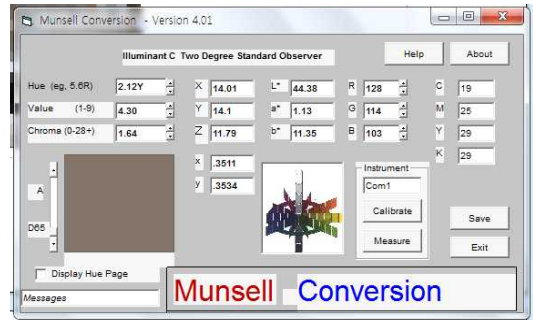 Munsell Conversion - Version 4.01
Illuminant C Two Degree Standard Observer
Help
About
Hue (eg, 5.6R) 2.12Y X 14.01 L* 44.38 R 128 C 19
Value (1-9) 4.30 Y 14.1 a* 1.13 G 114 M 25
Chroma (0-28+) 1.64 Z 11.79 b* 11.35 B 103 Y 29
x .3511 K 29
y .3534
Instrument
Com1
A
Calibrate
Save
D65
Measure
Exit
Display Hue Page
Messages
Munsell Conversion